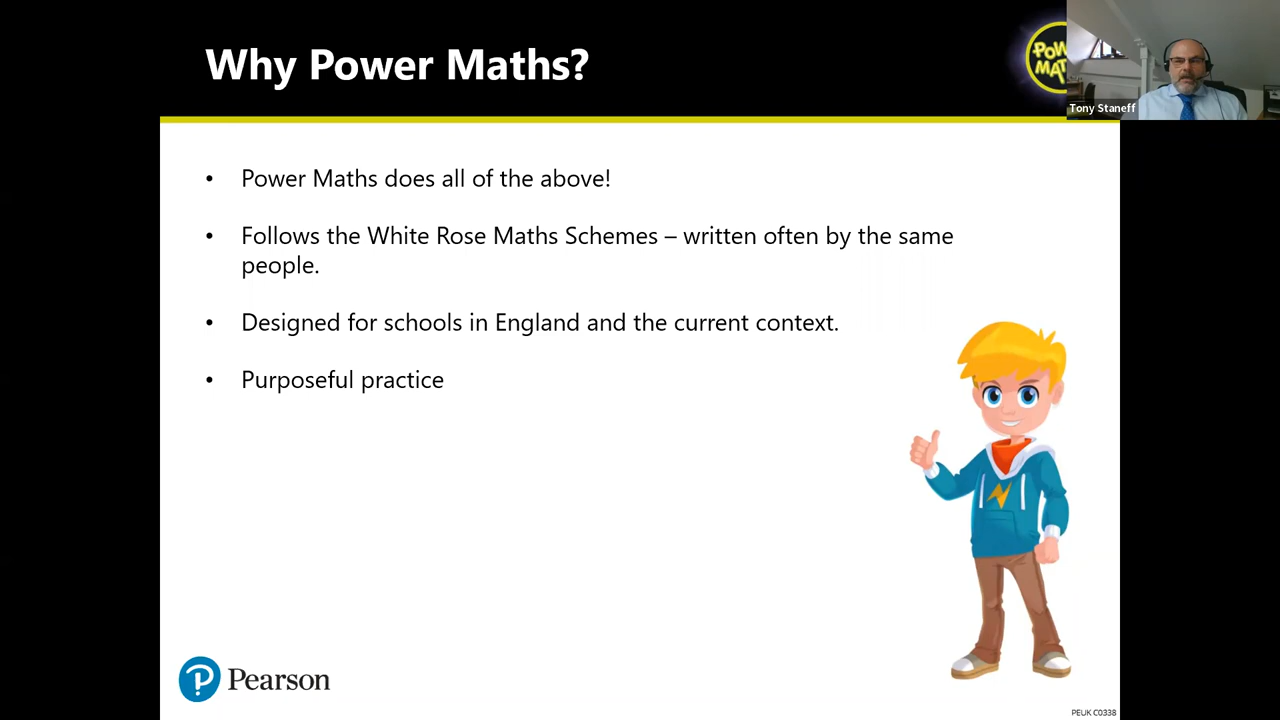 Why Power Maths?
POW
MAT
Tony Staneff
• Power Maths does all of the above!
• Follows the White Rose Maths Schemes – written often by the same
people.
• Designed for schools in England and the current context.
• Purposeful practice
Pearson
PEUK C0338